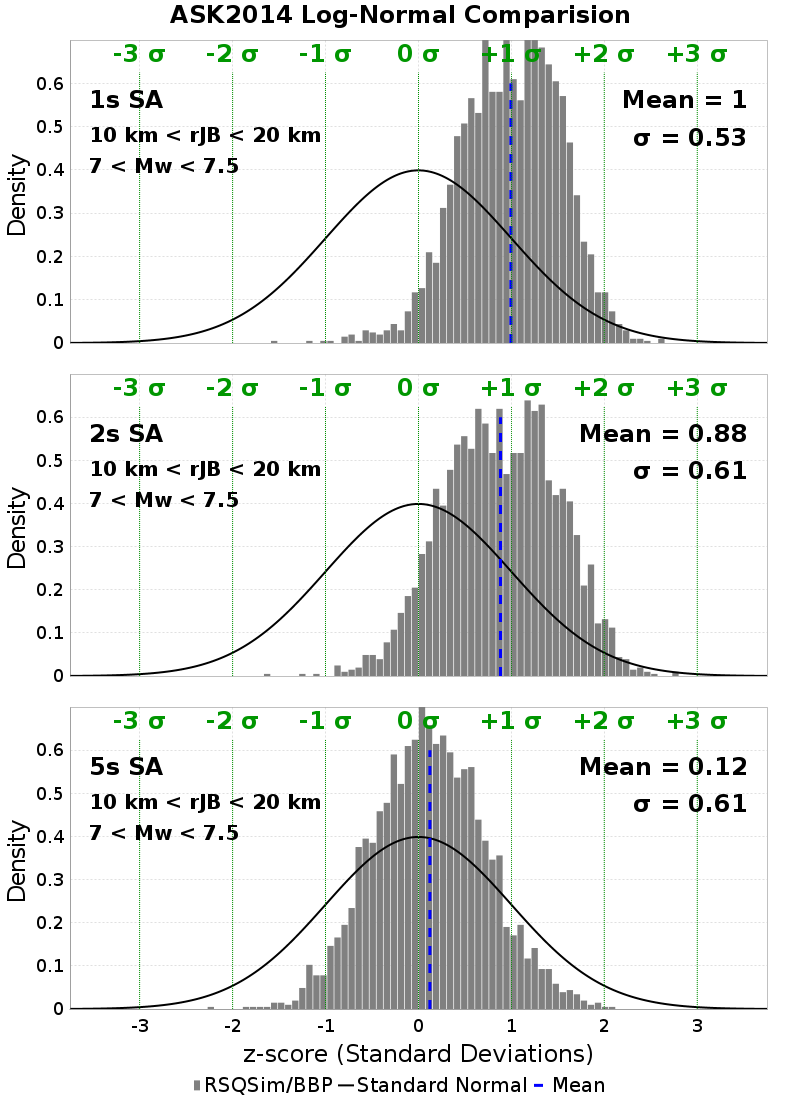 ASK2014 Log-Normal Comparision
-3 σ -2 σ -1 σ 0 σ +1 σ +2 σ +3 σ
1s SA
Mean = 1
10 km < rJB < 20 km
σ = 0.53
7 < Mw < 7.5
Density
0.6
0.5
0.4
0.3
0.2
0.1
0
-3 σ -2 σ -1 σ 0 σ +1 σ +2 σ +3 σ
2s SA
Mean = 0.88
10 km < rJB < 20 km
σ = 0.61
7 < Mw < 7.5
Density
0.6
0.5
0.4
0.3
0.2
0.1
0
-3 σ -2 σ -1 σ 0 σ +1 σ +2 σ +3 σ
5s SA
Mean = 0.12
10 km < rJB < 20 km
σ = 0.61
7 < Mw < 7.5
Density
0.6
0.5
0.4
0.3
0.2
0.1
0
-3 -2 -1 0 1 2 3
z-score (Standard Deviations)
RSQSim/BBP Standard Normal Mean